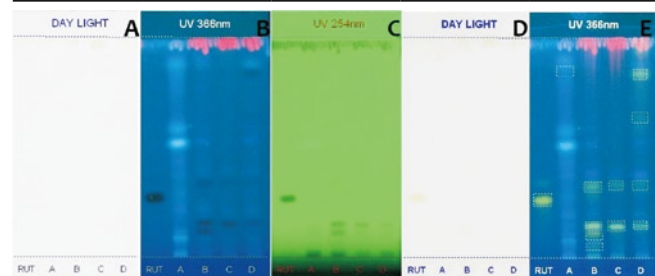 DAY LIGHT A
UV 366nm B
UV 254nm C
DAY LIGHT D
UV 366nm E
RUT A B C D
RUT A B C D
RUT A B C D
RUT A B C D
RUT A B C D